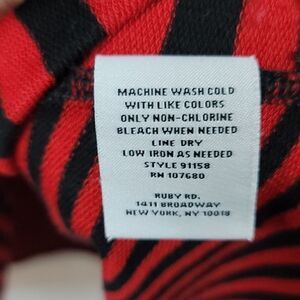 MACHINE WASH COLD
WITH LIKE COLORS
ONLY NON-CHLORINE
BLEACH WHEN NEEDED
LINE DRY
LOW IRON AS NEEDED
STYLE 91158
RN 107680
RUBY RD.
1411 BROADWAY
NEW YORK, NY 10018